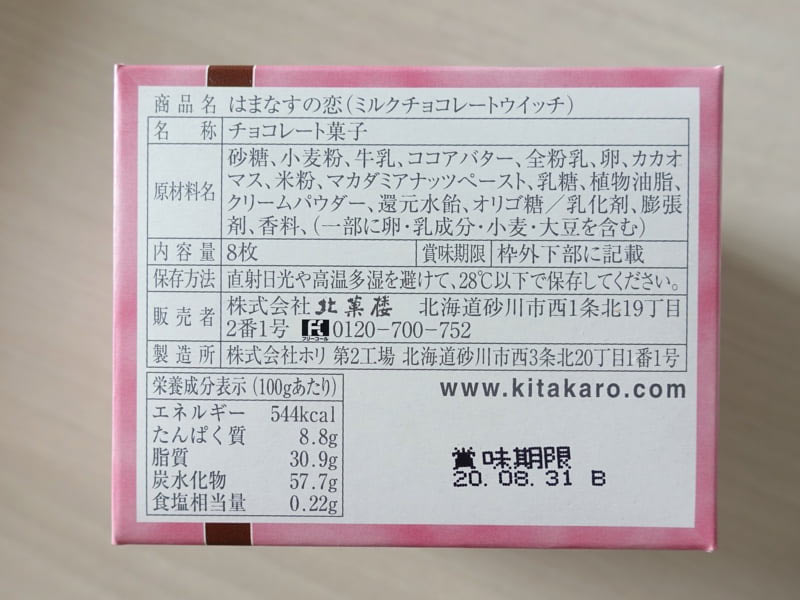 商品名 はまなすの恋（ミルクチョコレートウイッチ）
名称 チョコレート菓子
原材料名 砂糖、小麦粉、牛乳、ココアバター、全粉乳、卵、カカオ
マス、米粉、マカダミアナッツペースト、乳糖、植物油脂、
クリームパウダー、還元水飴、オリゴ糖／乳化剤、膨張
剤、香料、（一部に卵・乳成分・小麦・大豆を含む）
内容量 8枚 賞味期限 枠外下部に記載
保存方法 直射日光や高温多湿を避けて、28℃以下で保存してください。
販売者 株式会社北菓楼 北海道砂川市西1条北19丁目
2番1号 フリーコール 0120-700-752
製造所 株式会社ホリ 第2工場 北海道砂川市西3条北20丁目1番1号
栄養成分表示（100gあたり）
エネルギー 544kcal
たんぱく質 8.8g
脂質 30.9g
炭水化物 57.7g
食塩相当量 0.22g
www.kitakaro.com
賞味期限
20.08.31 B